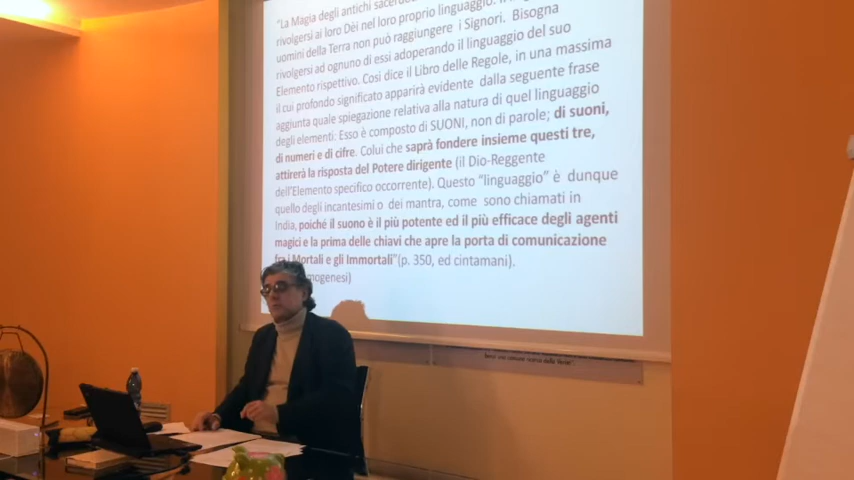 "La Magia degli antichi
rivolgersi ai loro Dèi nel loro proprio linguaggio.
uomini della Terra non può raggiungere i Signori. Bisogna
rivolgersi ad ognuno di essi adoperando il linguaggio del suo
Elemento rispettivo. Così dice il Libro delle Regole, in una massima
il cui profondo significato apparirà evidente dalla seguente frase
aggiunta quale spiegazione relativa alla natura di quel linguaggio
degli elementi: Esso è composto di SUONI, non di parole; di suoni,
di numeri e di cifre. Colui che saprà fondere insieme questi tre,
attirerà la risposta del Potere dirigente (il Dio-Reggente
dell'Elemento specifico occorrente). Questo "linguaggio" è dunque
quello degli incantesimi o dei mantra, come sono chiamati in
India, poiché il suono è il più potente ed il più efficace degli agenti
magici e la prima delle chiavi che apre la porta di comunicazione
fra i Mortali e gli Immortali"(p. 350, ed cintamani).